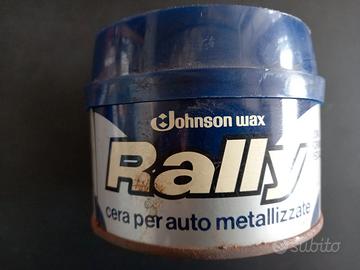 Johnson wax
Rally
cera per auto metallizzate
subito